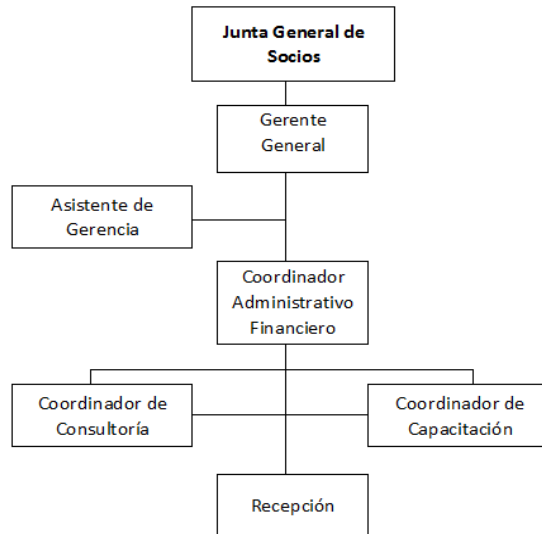 Junta General de
Socios
Gerente
General
Asistente de
Gerencia
Coordinador
Administrativo
Financiero
Coordinador de
Consultoría
Coordinador de
Capacitación
Recepción